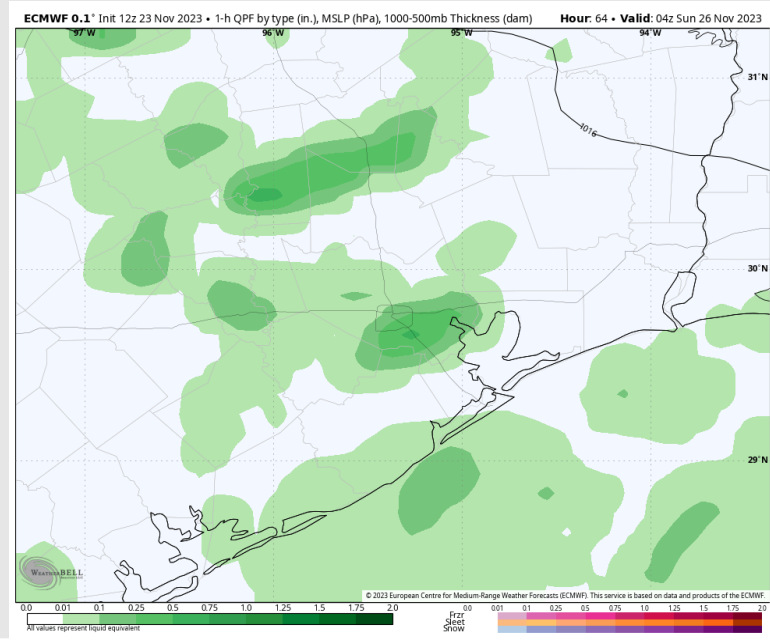 ECMWF 0.1° Init 12z 23 Nov 2023 • 1-h QPF by type (in.), MSLP (hPa), 1000-500mb Thickness (dam) Hour: 64 • Valid: 04z Sun 26 Nov 2023
97°W 96°W 95°W 94°W
31°N
1016
30°N
29°N
WEATHERBELL
© 2023 European Centre for Medium-Range Weather Forecasts (ECMWF). This service is based on data and products of the ECMWF.
0.0 0.01 0.1 0.25 0.5 0.75 1.0 1.25 1.5 1.75 2.0 0.0 0.01 0.1 0.25 0.5 0.75 1.0 1.25 1.5 1.75 2.0
Frzr
Sleet
Snow
All values represent liquid equivalent